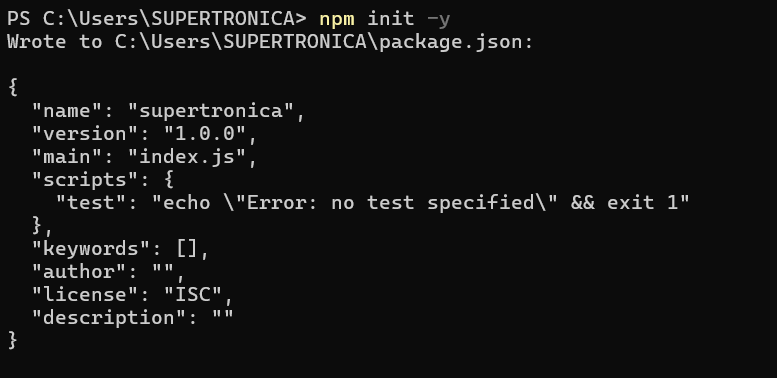 PS C:\Users\SUPERTRONICA> npm init -y
Wrote to C:\Users\SUPERTRONICA\package.json:
{
  "name": "supertronica",
  "version": "1.0.0",
  "main": "index.js",
  "scripts": {
    "test": "echo \"Error: no test specified\" && exit 1"
  },
  "keywords": [],
  "author": "",
  "license": "ISC",
  "description": ""
}